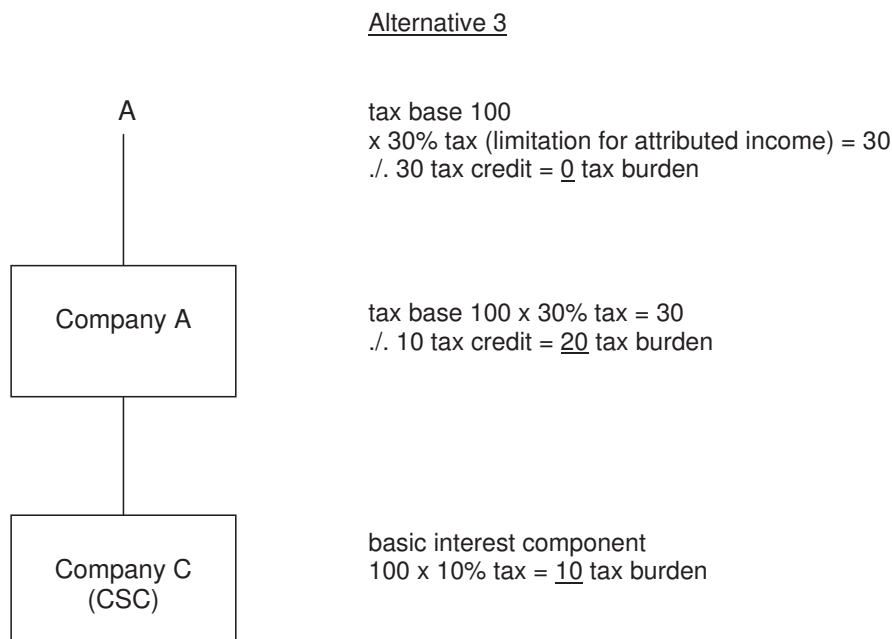 Alternative 3
A
tax base 100
x 30% tax (limitation for attributed income) = 30
./. 30 tax credit = 0 tax burden
Company A
tax base 100 x 30% tax = 30
./. 10 tax credit = 20 tax burden
Company C
(CSC)
basic interest component
100 x 10% tax = 10 tax burden